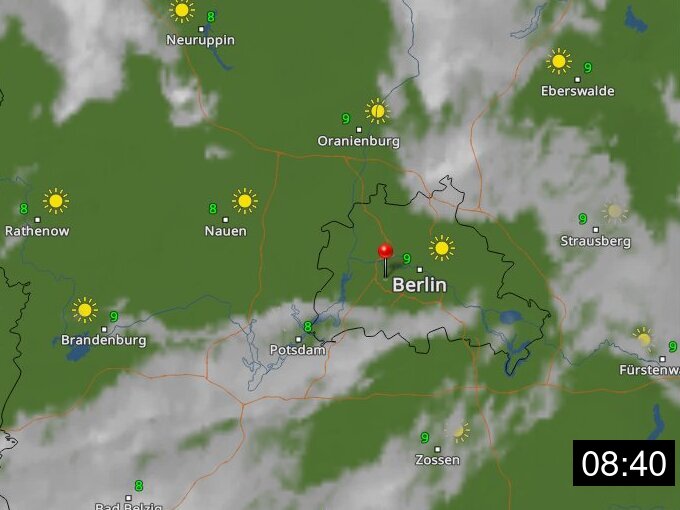 8
Neuruppin
9
Eberswalde
9
Oranienburg
8
Rathenow
8
Nauen
9
Strausberg
9
Berlin
9
Brandenburg
8
Potsdam
9
9
Zossen
08:40
8